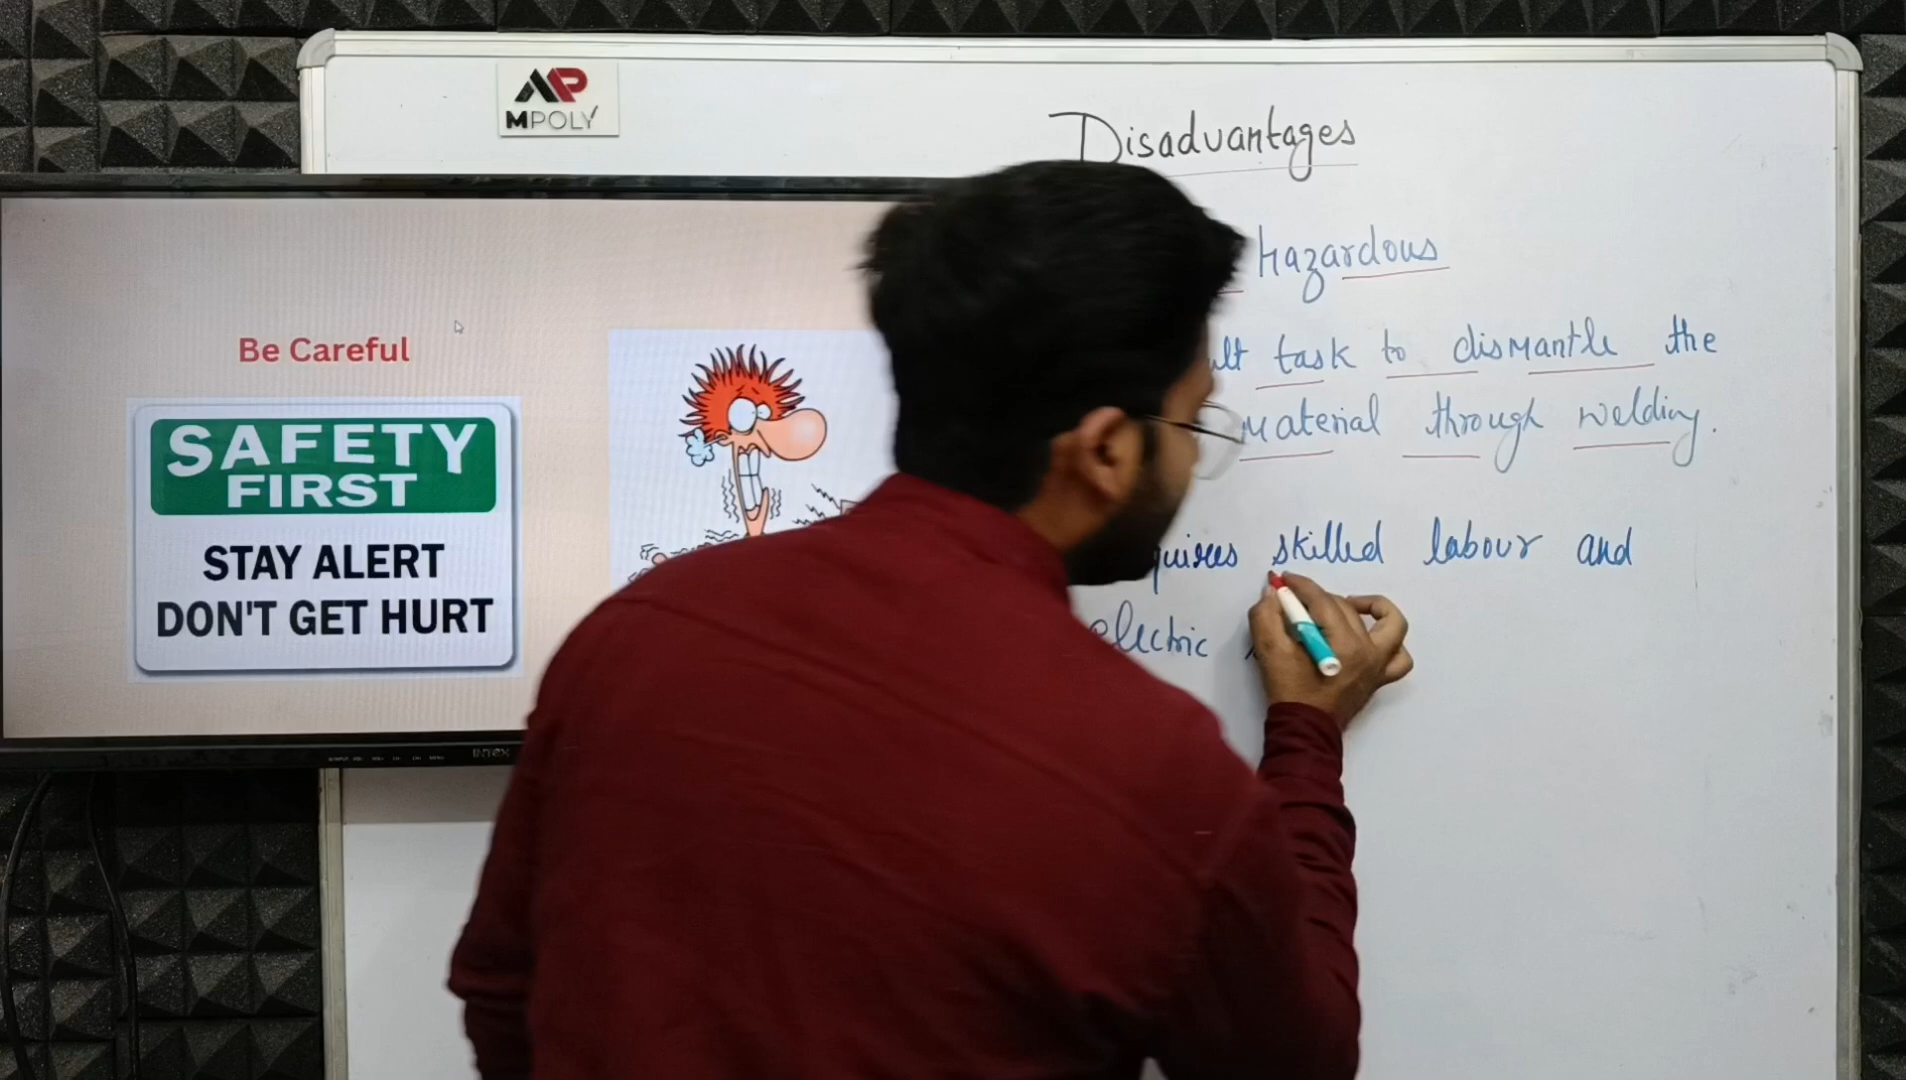 MPOLY
Disadvantages
hazardous
task to dismantle the
material through welding.
skilled labour and
electric
Be Careful
SAFETY
FIRST
STAY ALERT
DON'T GET HURT
INTEX